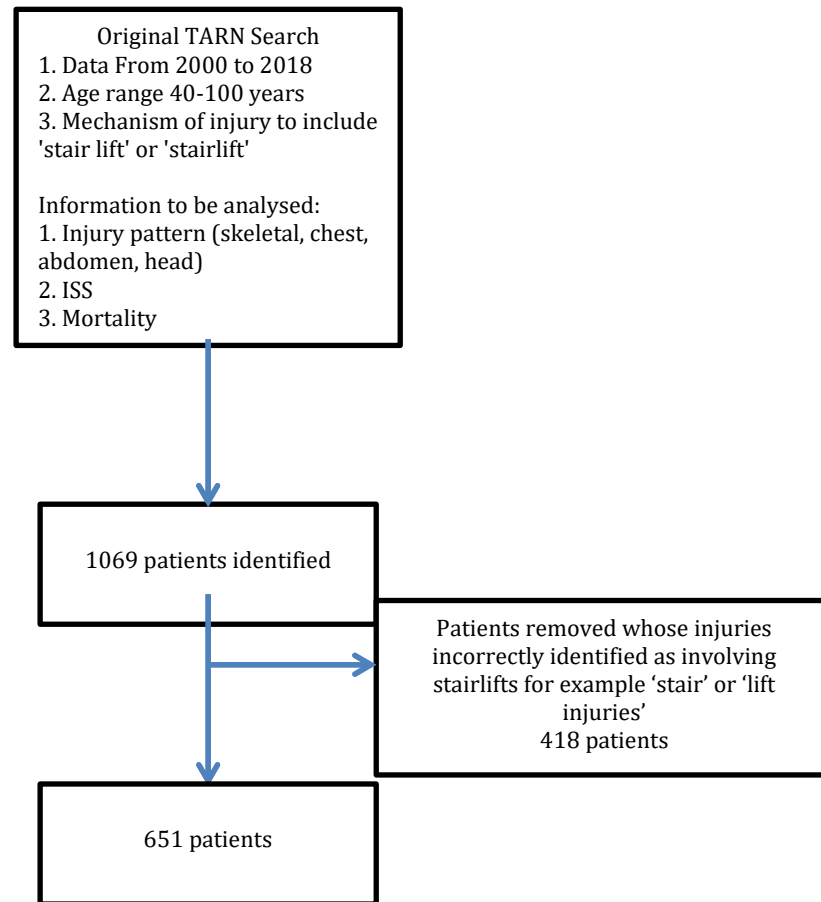 Original TARN Search
1. Data From 2000 to 2018
2. Age range 40-100 years
3. Mechanism of injury to include
'stair lift' or 'stairlift'
Information to be analysed:
1. Injury pattern (skeletal, chest,
abdomen, head)
2. ISS
3. Mortality
1069 patients identified
Patients removed whose injuries
incorrectly identified as involving
stairlifts for example ‘stair’ or ‘lift
injuries’
418 patients
651 patients